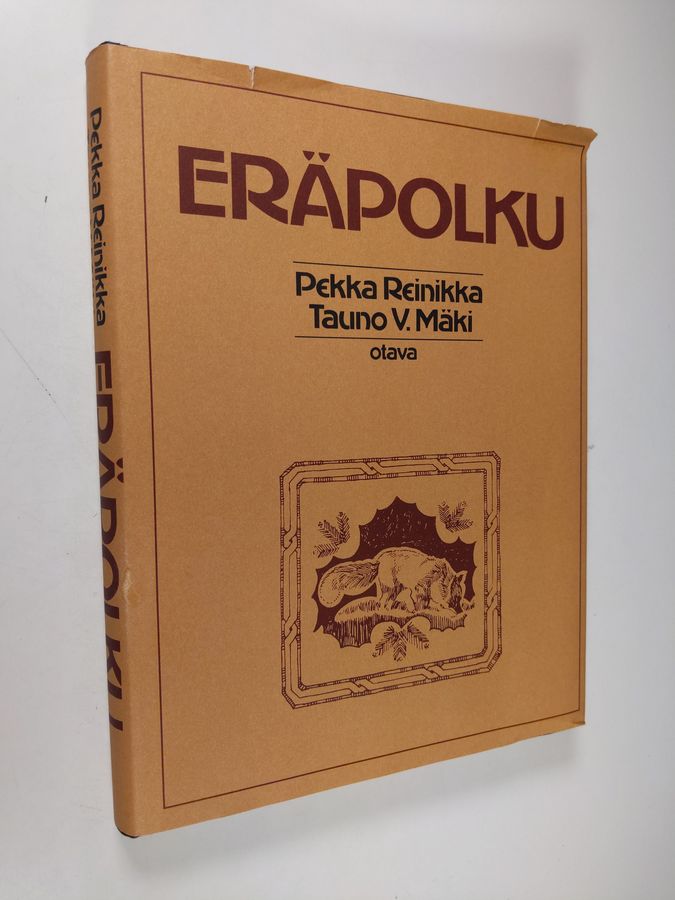 ERÄPOLKU
Pekka Reinikka
Tauno V. Mäki
otava
Pekka Reinikka ERÄPOLKU